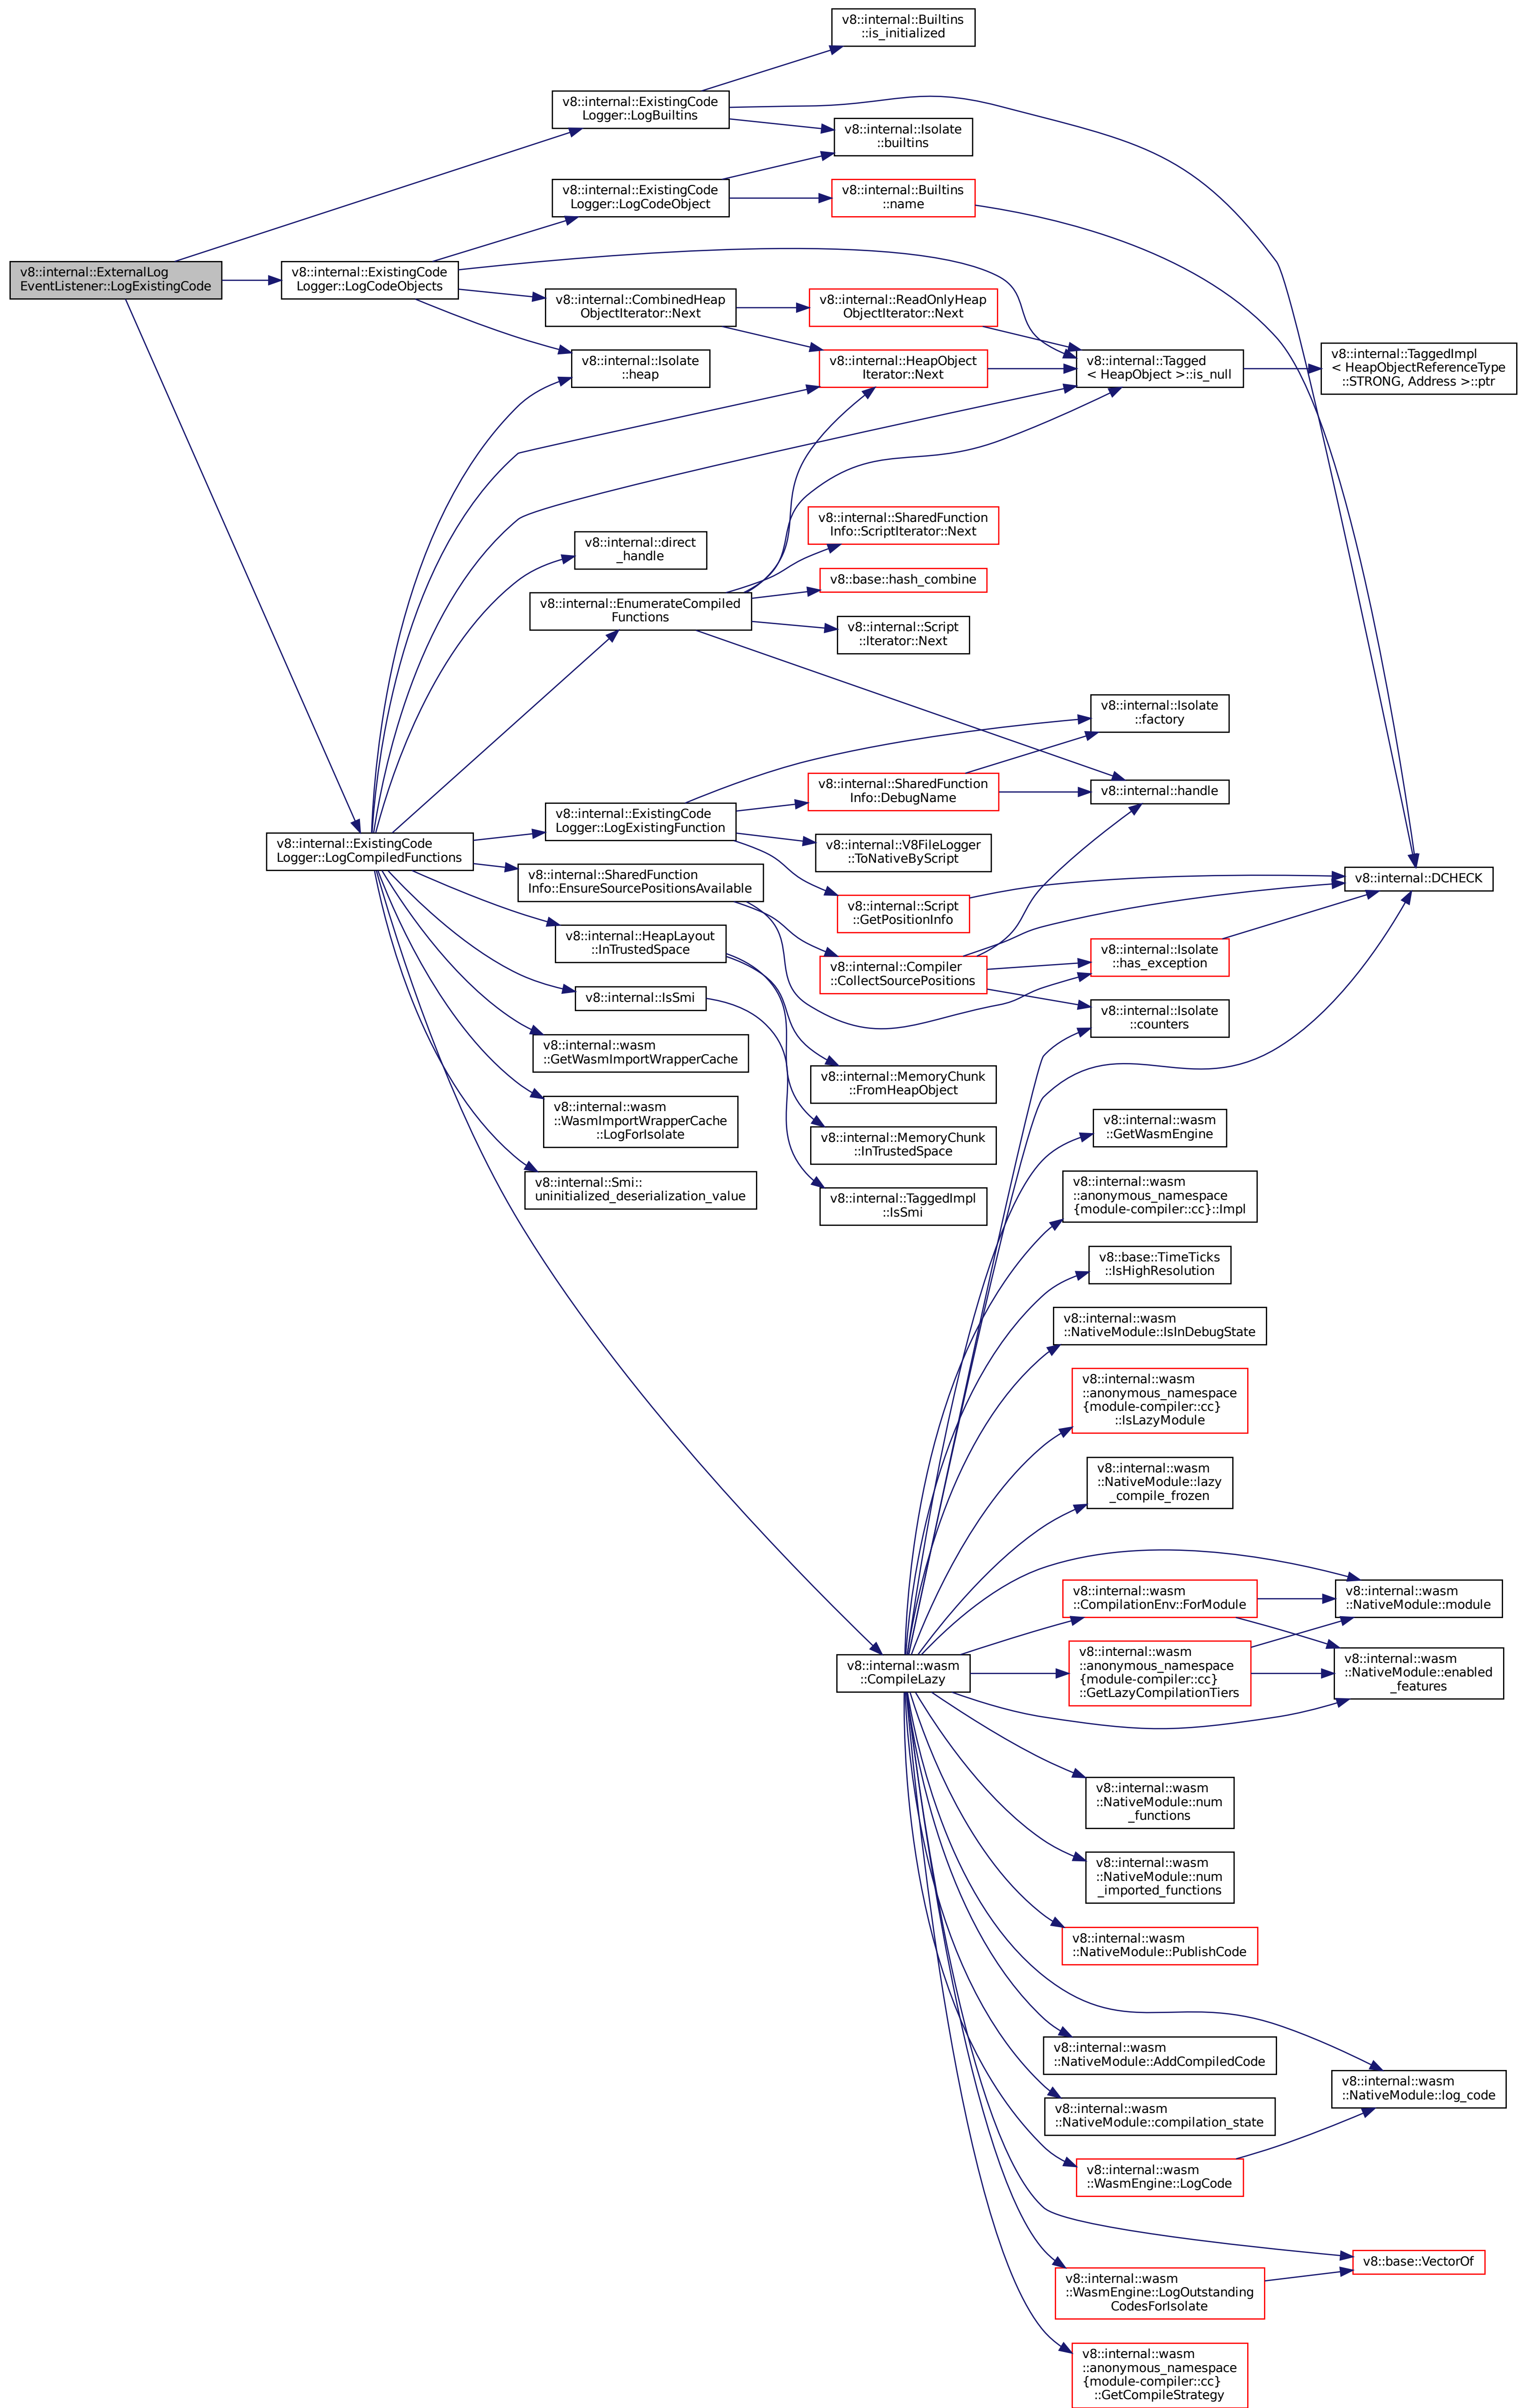 v8::internal::Builtins
::is_initialized
v8::internal::ExistingCode
Logger::LogBuiltins
v8::internal::Isolate
::builtins
v8::internal::ExistingCode
Logger::LogCodeObject
v8::internal::Builtins
::name
v8::internal::ExternalLog
EventListener::LogExistingCode
v8::internal::ExistingCode
Logger::LogCodeObjects
v8::internal::CombinedHeap
ObjectIterator::Next
v8::internal::ReadOnlyHeap
ObjectIterator::Next
v8::internal::Isolate
::heap
v8::internal::HeapObject
Iterator::Next
v8::internal::Tagged
< HeapObject >::is_null
v8::internal::TaggedImpl
< HeapObjectReferenceType
::STRONG, Address >::ptr
v8::internal::SharedFunction
Info::ScriptIterator::Next
v8::internal::direct
_handle
v8::base::hash_combine
v8::internal::EnumerateCompiled
Functions
v8::internal::Script
::Iterator::Next
v8::internal::Isolate
::factory
v8::internal::SharedFunction
Info::DebugName
v8::internal::handle
v8::internal::ExistingCode
Logger::LogExistingFunction
v8::internal::ExistingCode
Logger::LogCompiledFunctions
v8::internal::V8FileLogger
::ToNativeByScript
v8::internal::SharedFunction
Info::EnsureSourcePositionsAvailable
v8::internal::DCHECK
v8::internal::Script
::GetPositionInfo
v8::internal::HeapLayout
::InTrustedSpace
v8::internal::Isolate
::has_exception
v8::internal::Compiler
::CollectSourcePositions
v8::internal::IsSmi
v8::internal::Isolate
::counters
v8::internal::wasm
::GetWasmImportWrapperCache
v8::internal::MemoryChunk
::FromHeapObject
v8::internal::wasm
::WasmImportWrapperCache
::LogForIsolate
v8::internal::wasm
::GetWasmEngine
v8::internal::MemoryChunk
::InTrustedSpace
v8::internal::Smi::
uninitialized_deserialization_value
v8::internal::wasm
::anonymous_namespace
{module-compiler::cc}::Impl
v8::internal::TaggedImpl
::IsSmi
v8::base::TimeTicks
::IsHighResolution
v8::internal::wasm
::NativeModule::IsInDebugState
v8::internal::wasm
::anonymous_namespace
{module-compiler::cc}
::IsLazyModule
v8::internal::wasm
::NativeModule::lazy
_compile_frozen
v8::internal::wasm
::CompilationEnv::ForModule
v8::internal::wasm
::NativeModule::module
v8::internal::wasm
::CompileLazy
v8::internal::wasm
::anonymous_namespace
{module-compiler::cc}
::GetLazyCompilationTiers
v8::internal::wasm
::NativeModule::enabled
_features
v8::internal::wasm
::NativeModule::num
_functions
v8::internal::wasm
::NativeModule::num
_imported_functions
v8::internal::wasm
::NativeModule::PublishCode
v8::internal::wasm
::NativeModule::AddCompiledCode
v8::internal::wasm
::NativeModule::log_code
v8::internal::wasm
::NativeModule::compilation_state
v8::internal::wasm
::WasmEngine::LogCode
v8::base::VectorOf
v8::internal::wasm
::WasmEngine::LogOutstanding
CodesForIsolate
v8::internal::wasm
::anonymous_namespace
{module-compiler::cc}
::GetCompileStrategy